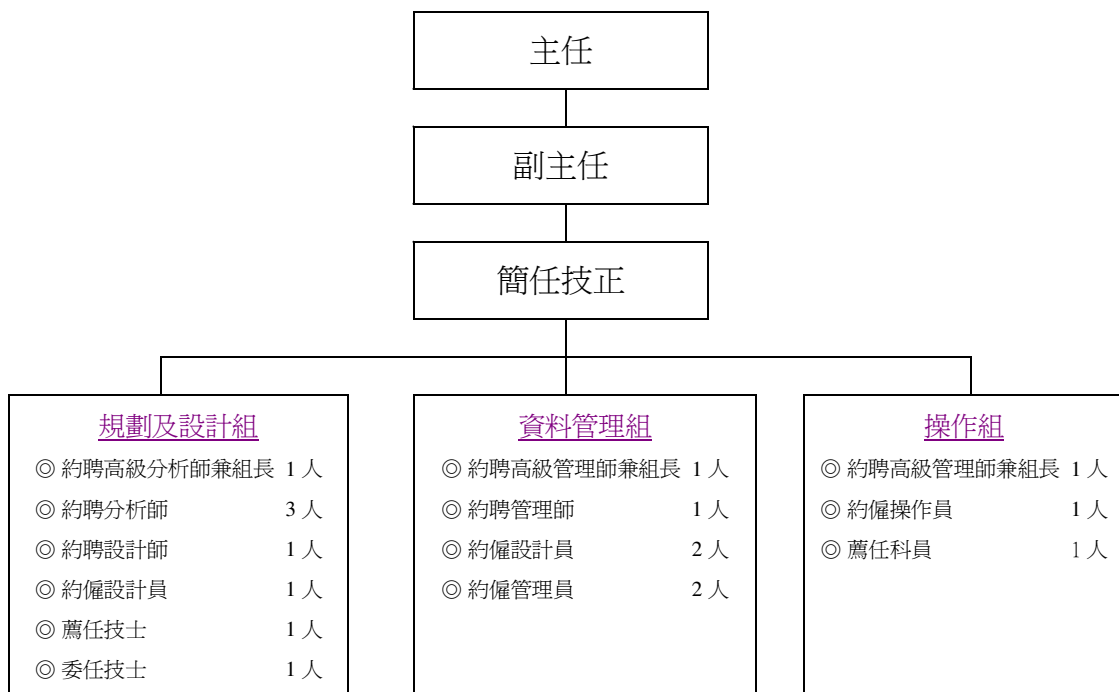 主任
副主任
簡任技正
規劃及設計組
◎ 約聘高級分析師兼組長 1 人
◎ 約聘分析師 3 人
◎ 約聘設計師 1 人
◎ 約僱設計員 1 人
◎ 薦任技士 1 人
◎ 委任技士 1 人
資料管理組
◎ 約聘高級管理師兼組長 1 人
◎ 約聘管理師 1 人
◎ 約僱設計員 2 人
◎ 約僱管理員 2 人
操作組
◎ 約聘高級管理師兼組長 1 人
◎ 約僱操作員 1 人
◎ 薦任科員 1 人